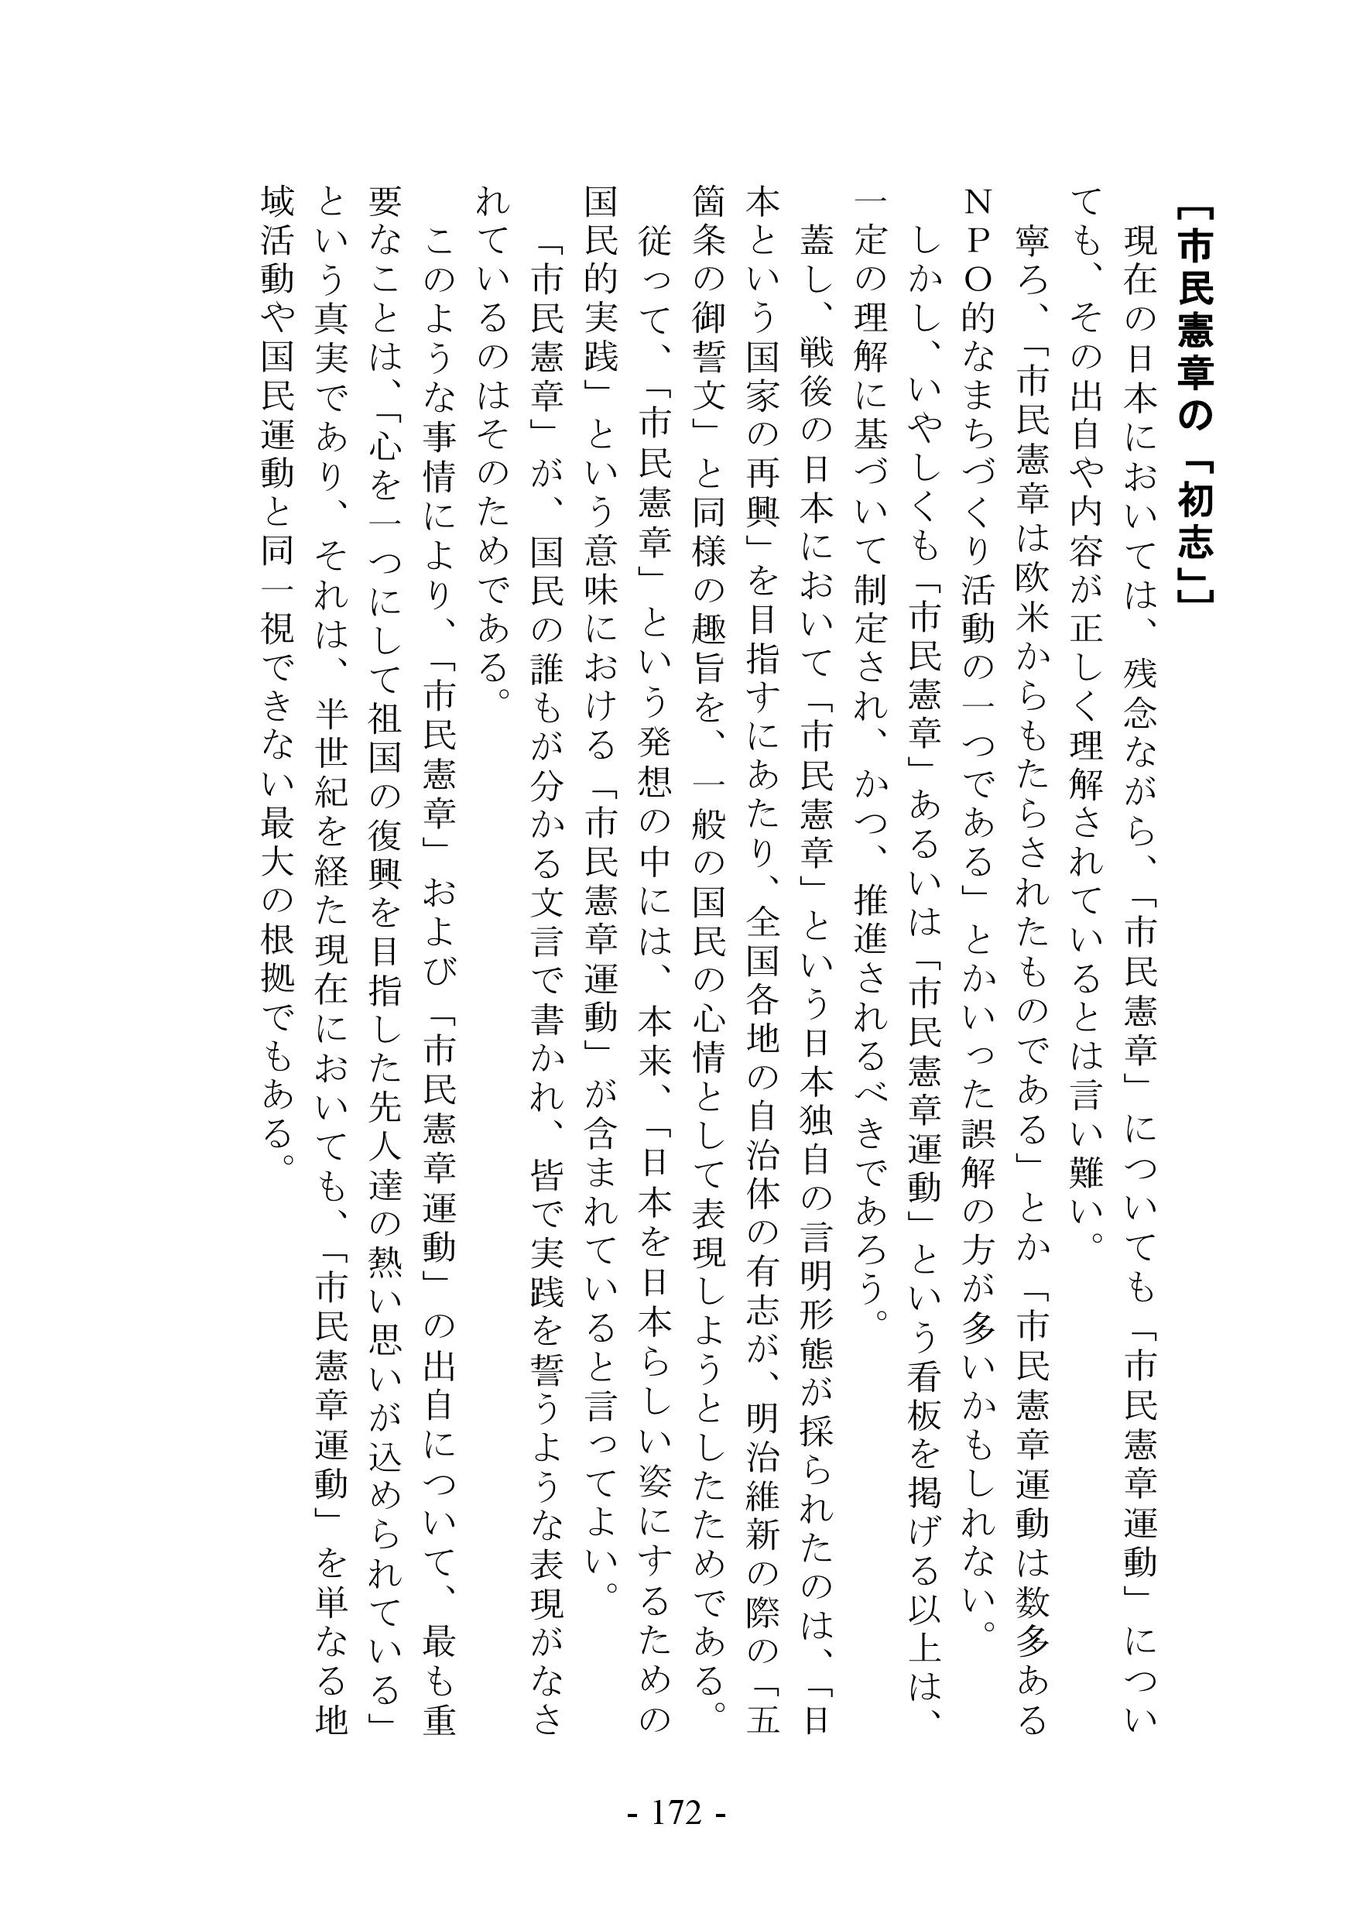 ［市民憲章の「初志」］
現在の日本においては、残念ながら、「市民憲章」についても「市民憲章運動」につい
ても、その出自や内容が正しく理解されているとは言い難い。
寧ろ、「市民憲章は欧米からもたらされたものである」とか「市民憲章運動は数多ある
ＮＰＯ的なまちづくり活動の一つである」とかいった誤解の方が多いかもしれない。
しかし、いやしくも「市民憲章」あるいは「市民憲章運動」という看板を掲げる以上は、
一定の理解に基づいて制定され、かつ、推進されるべきであろう。
蓋し、戦後の日本において「市民憲章」という日本独自の言明形態が採られたのは、「日
本という国家の再興」を目指すにあたり、全国各地の自治体の有志が、明治維新の際の「五
箇条の御誓文」と同様の趣旨を、一般の国民の心情として表現しようとしたためである。
従って、「市民憲章」という発想の中には、本来、「日本を日本らしい姿にするための
国民的実践」という意味における「市民憲章運動」が含まれていると言ってよい。
「市民憲章」が、国民の誰もが分かる文言で書かれ、皆で実践を誓うような表現がなさ
れているのはそのためである。
このような事情により、「市民憲章」および「市民憲章運動」の出自について、最も重
要なことは、「心を一つにして祖国の復興を目指した先人達の熱い思いが込められている」
という真実であり、それは、半世紀を経た現在においても、「市民憲章運動」を単なる地
域活動や国民運動と同一視できない最大の根拠でもある。
- 172 -